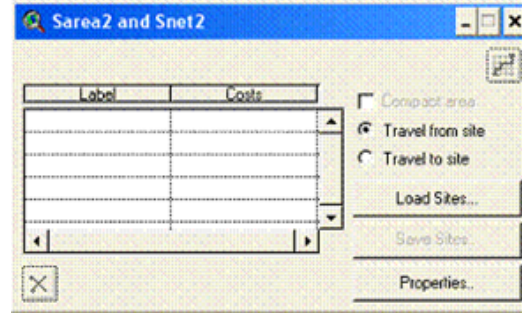 Sarea2 and Snet2
Label Costs
Compact area
Travel from site
Travel to site
Load Sites...
Save Sites...
Properties..